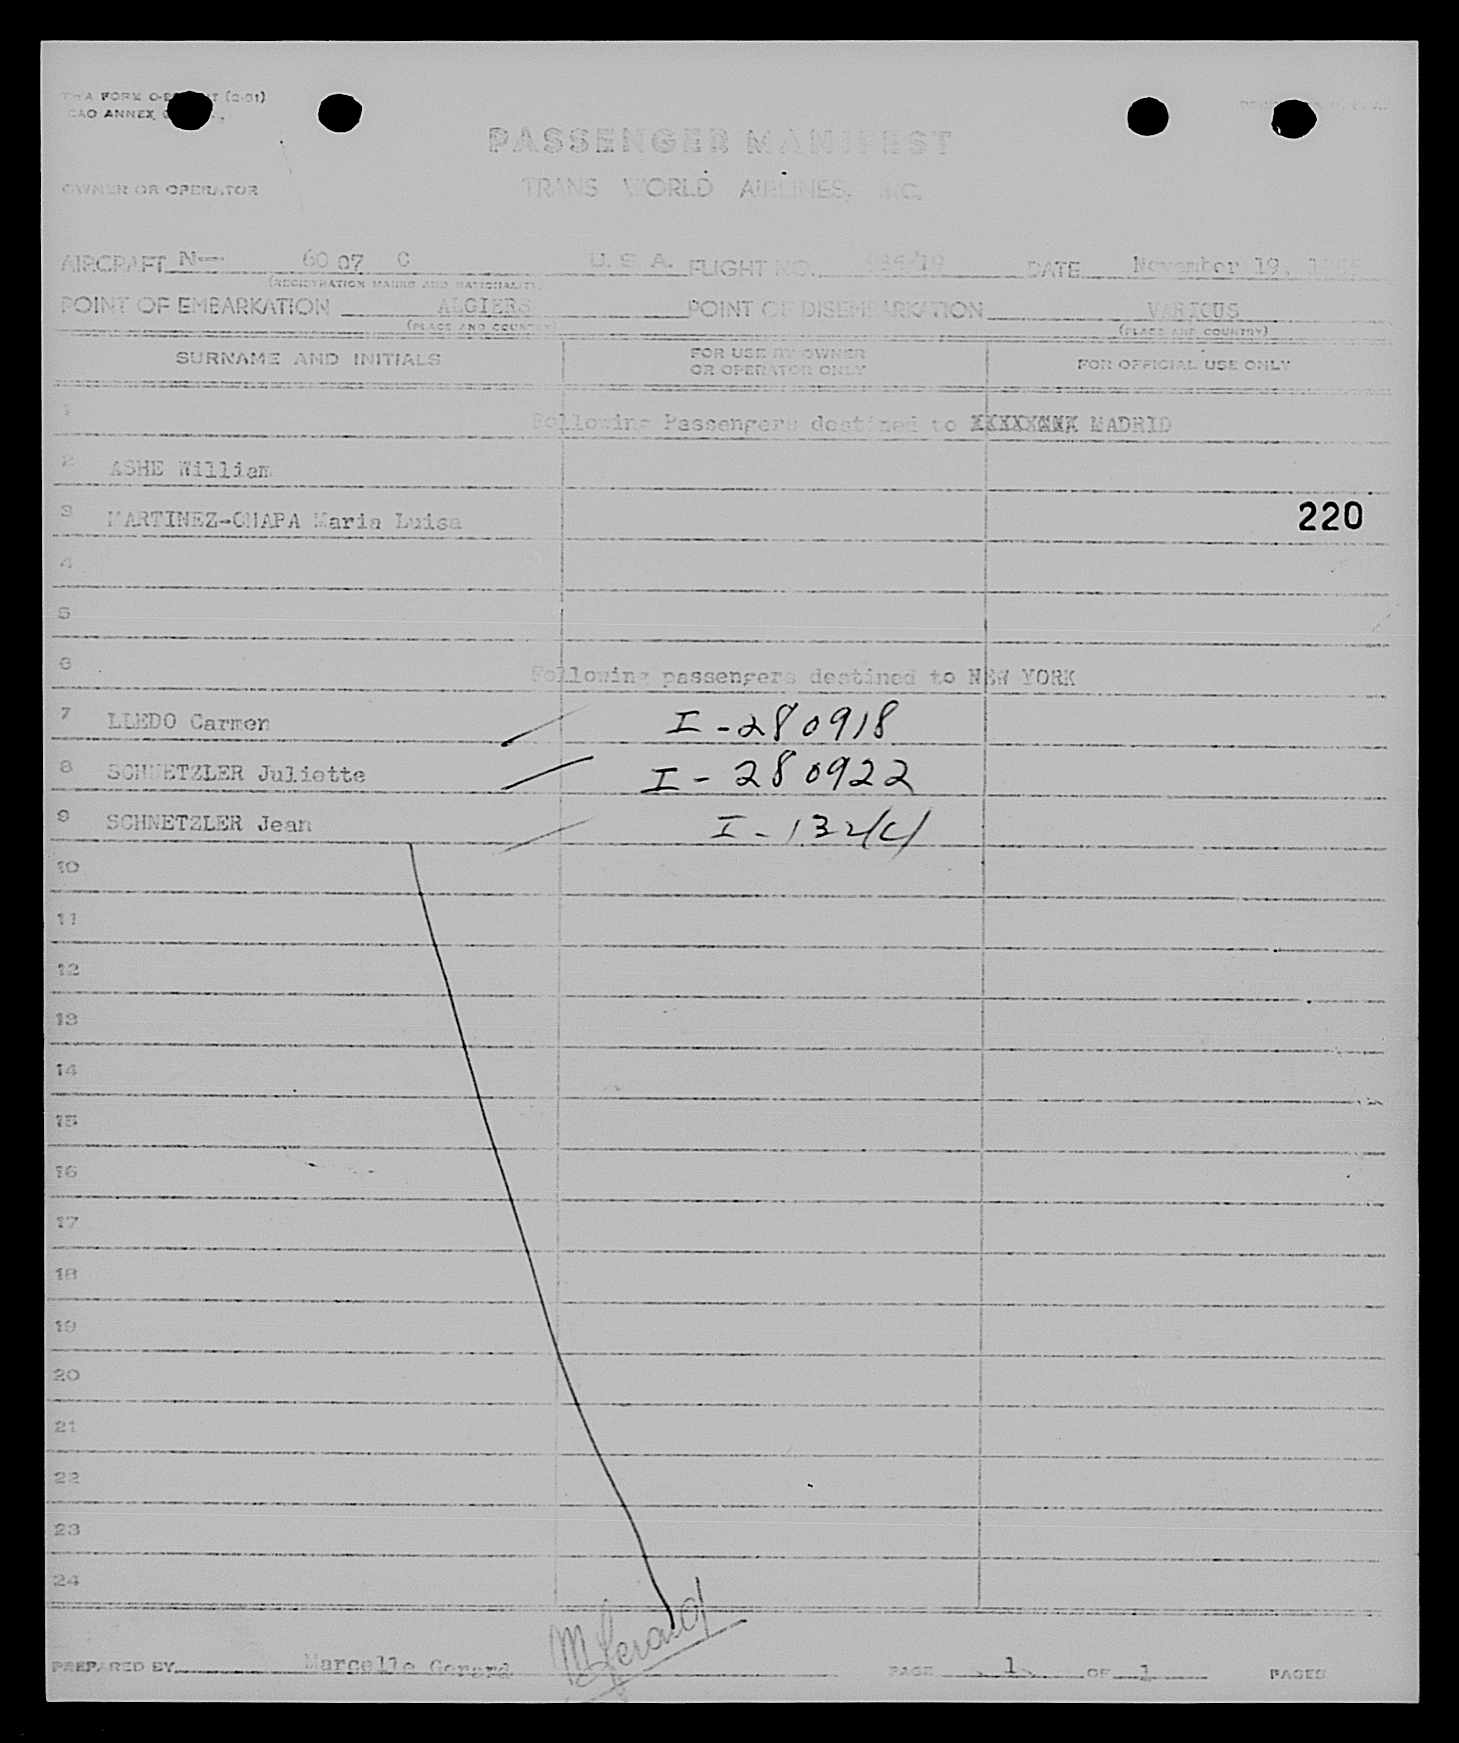 TWA FORM
CAO ANNEX
PASSENGER MANIFEST
OWNER OR OPERATOR TRANS WORLD AIRLINES, INC.
AIRCRAFT N— 6007 C U. S. A. FLIGHT NO. DATE November 19,
(REGISTRATION MARKS AND NATIONALITY)
POINT OF EMBARKATION ALGIERS POINT OF DISEMBARKATION VARIOUS
(PLACE AND COUNTRY) (PLACE AND COUNTRY)
SURNAME AND INITIALS FOR USE BY OWNER OR OPERATOR ONLY FOR OFFICIAL USE ONLY
1 Following Passengers destined to MADRID
2 ASHE William
3 MARTINEZ-CHAPA Maria Luisa 220
4
5
6 Following passengers destined to NEW YORK
7 LLEDO Carmen I-280918
8 SCHNETZLER Juliette I-280922
9 SCHNETZLER Jean
10
11
12
13
14
15
16
17
18
19
20
21
22
23
24
MGerard
PREPARED BY Marcelle Gerard PAGE 1 OF 1 PAGES